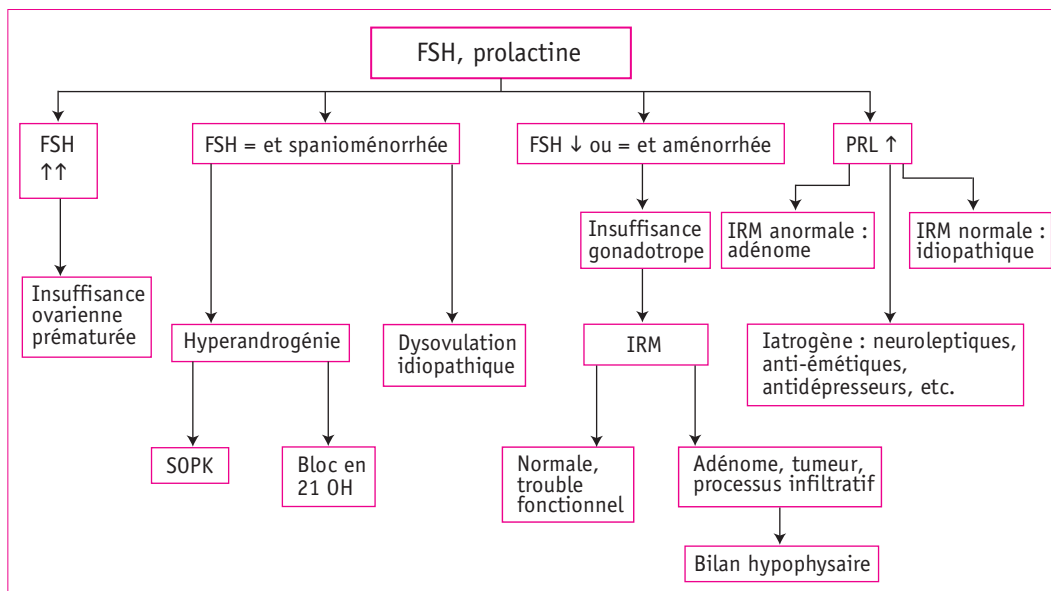 FSH, prolactine
FSH
↑↑
FSH = et spanioménorrhée
FSH ↓ ou = et aménorrhée
PRL ↑
Insuffisance
ovarienne
prématurée
Hyperandrogénie
Dysovulation
idiopathique
SOPK
Bloc en
21 OH
Insuffisance
gonadotrope
IRM
Normale,
trouble
fonctionnel
Adénome, tumeur,
processus infiltratif
Bilan hypophysaire
IRM anormale :
adénome
IRM normale :
idiopathique
Iatrogène : neuroleptiques,
anti-émétiques,
antidépresseurs, etc.